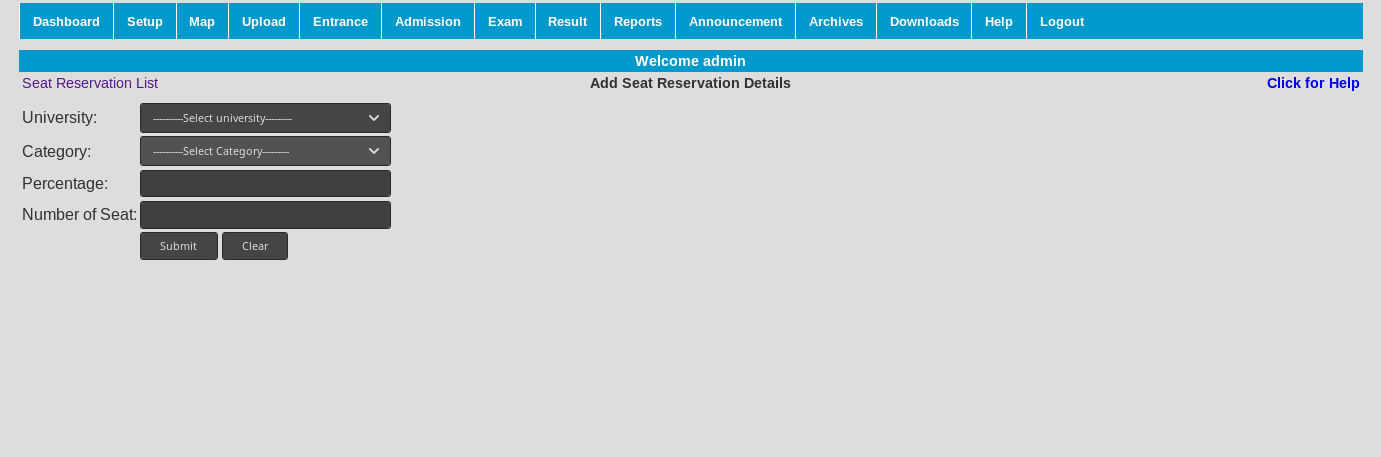 Dashboard Setup Map Upload Entrance Admission Exam Result Reports Announcement Archives Downloads Help Logout
Welcome admin
Seat Reservation List Add Seat Reservation Details Click for Help
University: ----------Select university---------
Category: ----------Select Category---------
Percentage:
Number of Seat:
Submit Clear